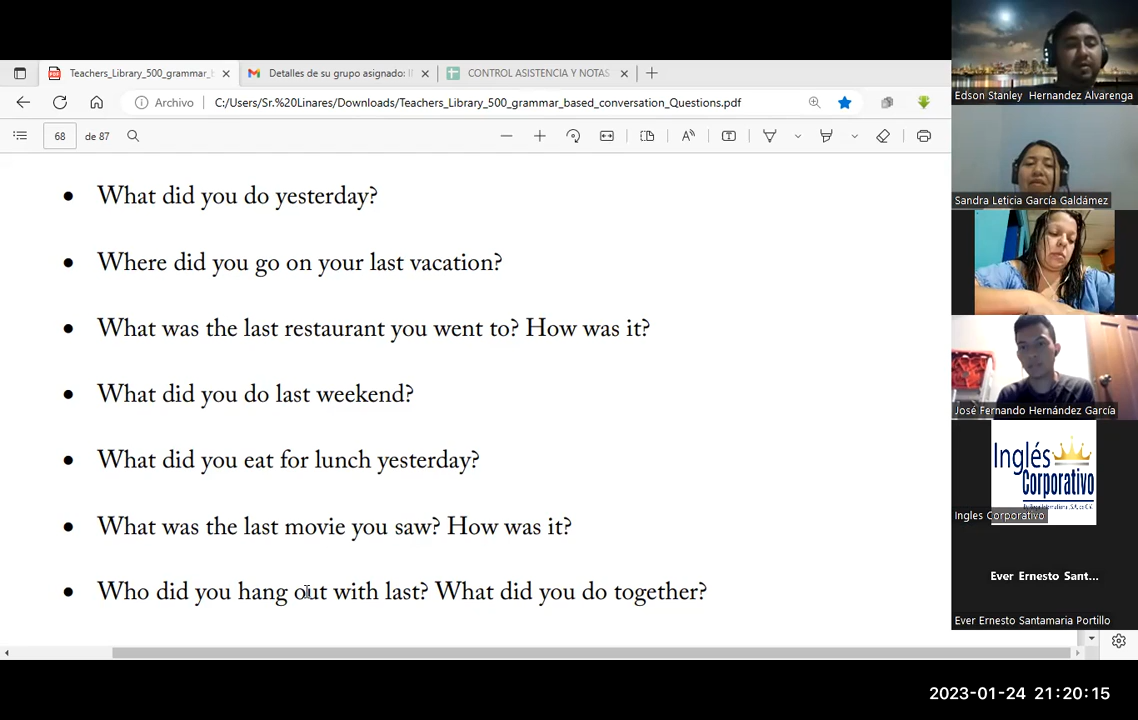 Teachers_Library_500_grammar_b
Detalles de su grupo asignado: II
CONTROL ASISTENCIA Y NOTAS
Archivo
C:/Users/Sr.%20Linares/Downloads/Teachers_Library_500_grammar_based_conversation_Questions.pdf
68 de 87
• What did you do yesterday?
• Where did you go on your last vacation?
• What was the last restaurant you went to? How was it?
• What did you do last weekend?
• What did you eat for lunch yesterday?
• What was the last movie you saw? How was it?
• Who did you hang out with last? What did you do together?
Edson Stanley Hernandez Alvarenga
Sandra Leticia García Galdámez
José Fernando Hernández García
Inglés
Corporativo
Ingles Corporativo
Ever Ernesto Sant...
Ever Ernesto Santamaria Portillo
2023-01-24 21:20:15